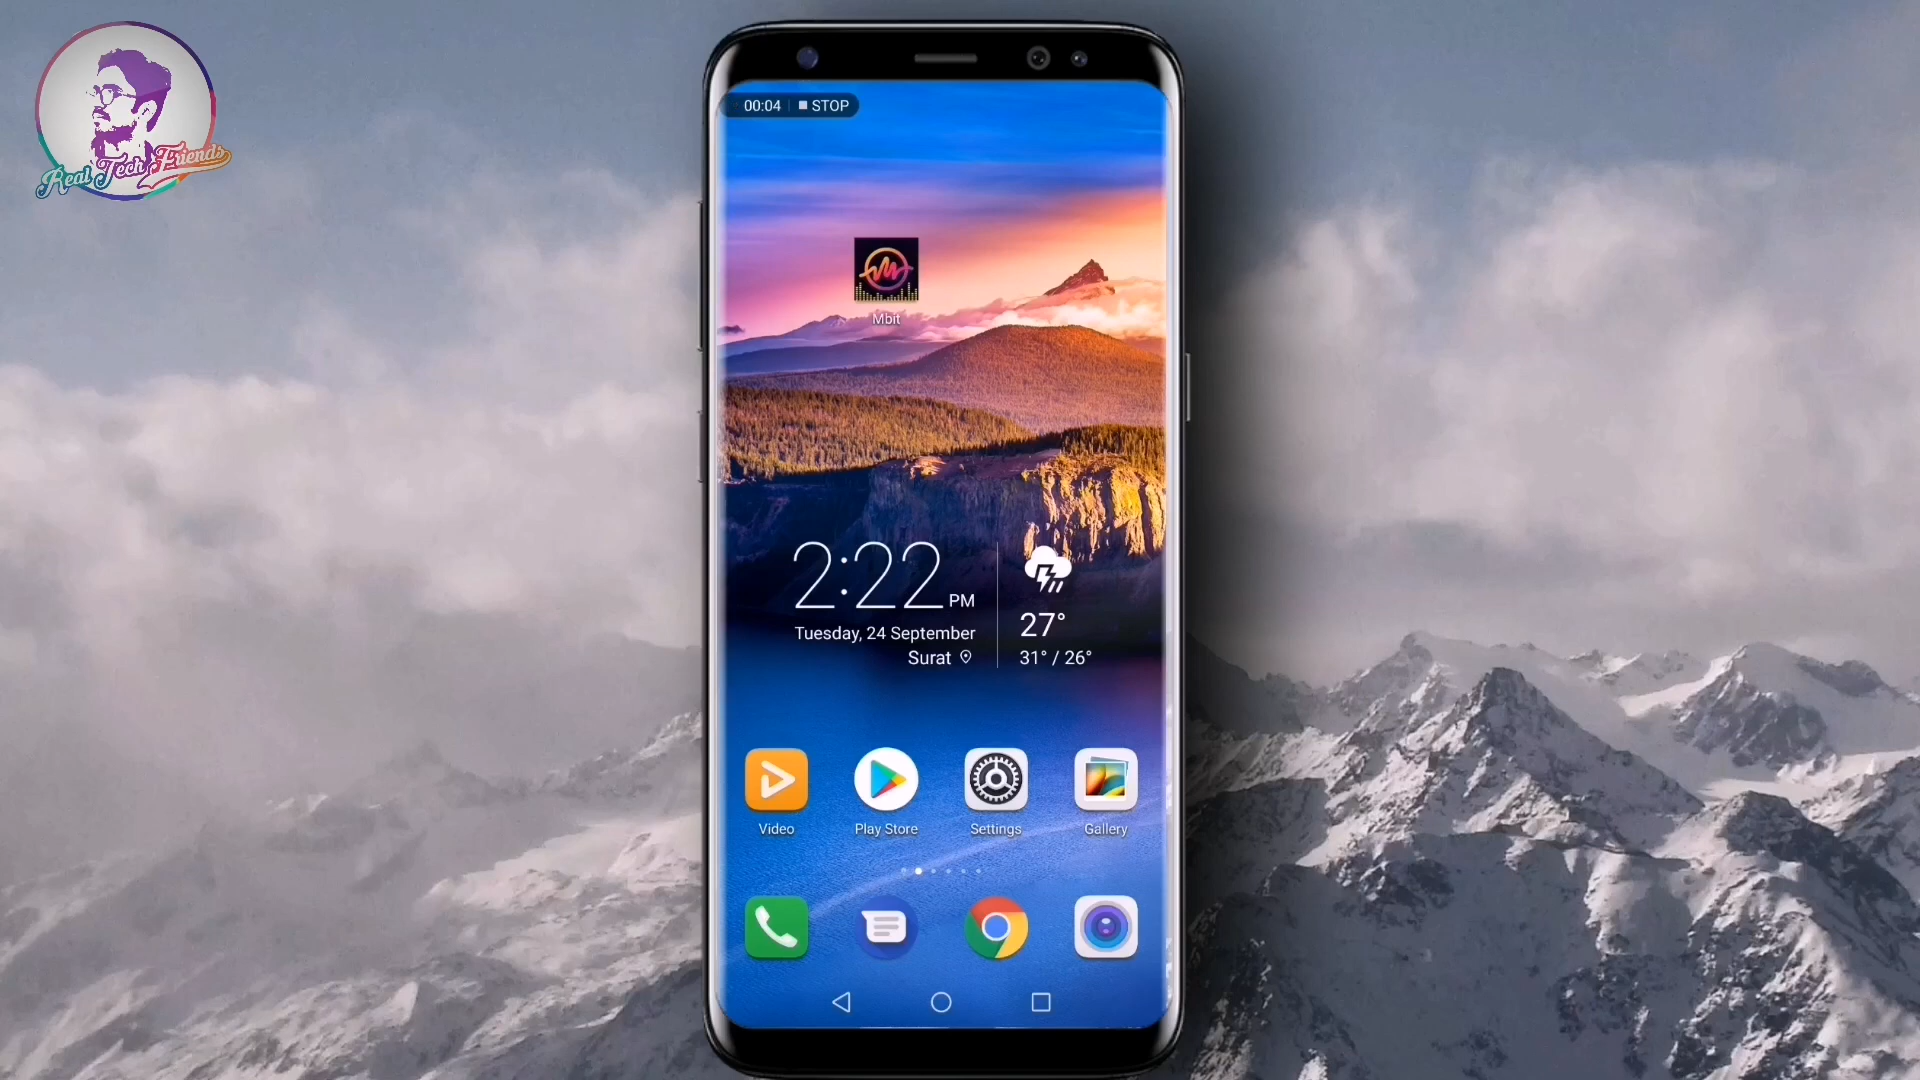 Real Tech Friends
00:04 STOP
Mbit
2:22 PM
Tuesday, 24 September
Surat
27°
31° / 26°
Video
Play Store
Settings
Gallery